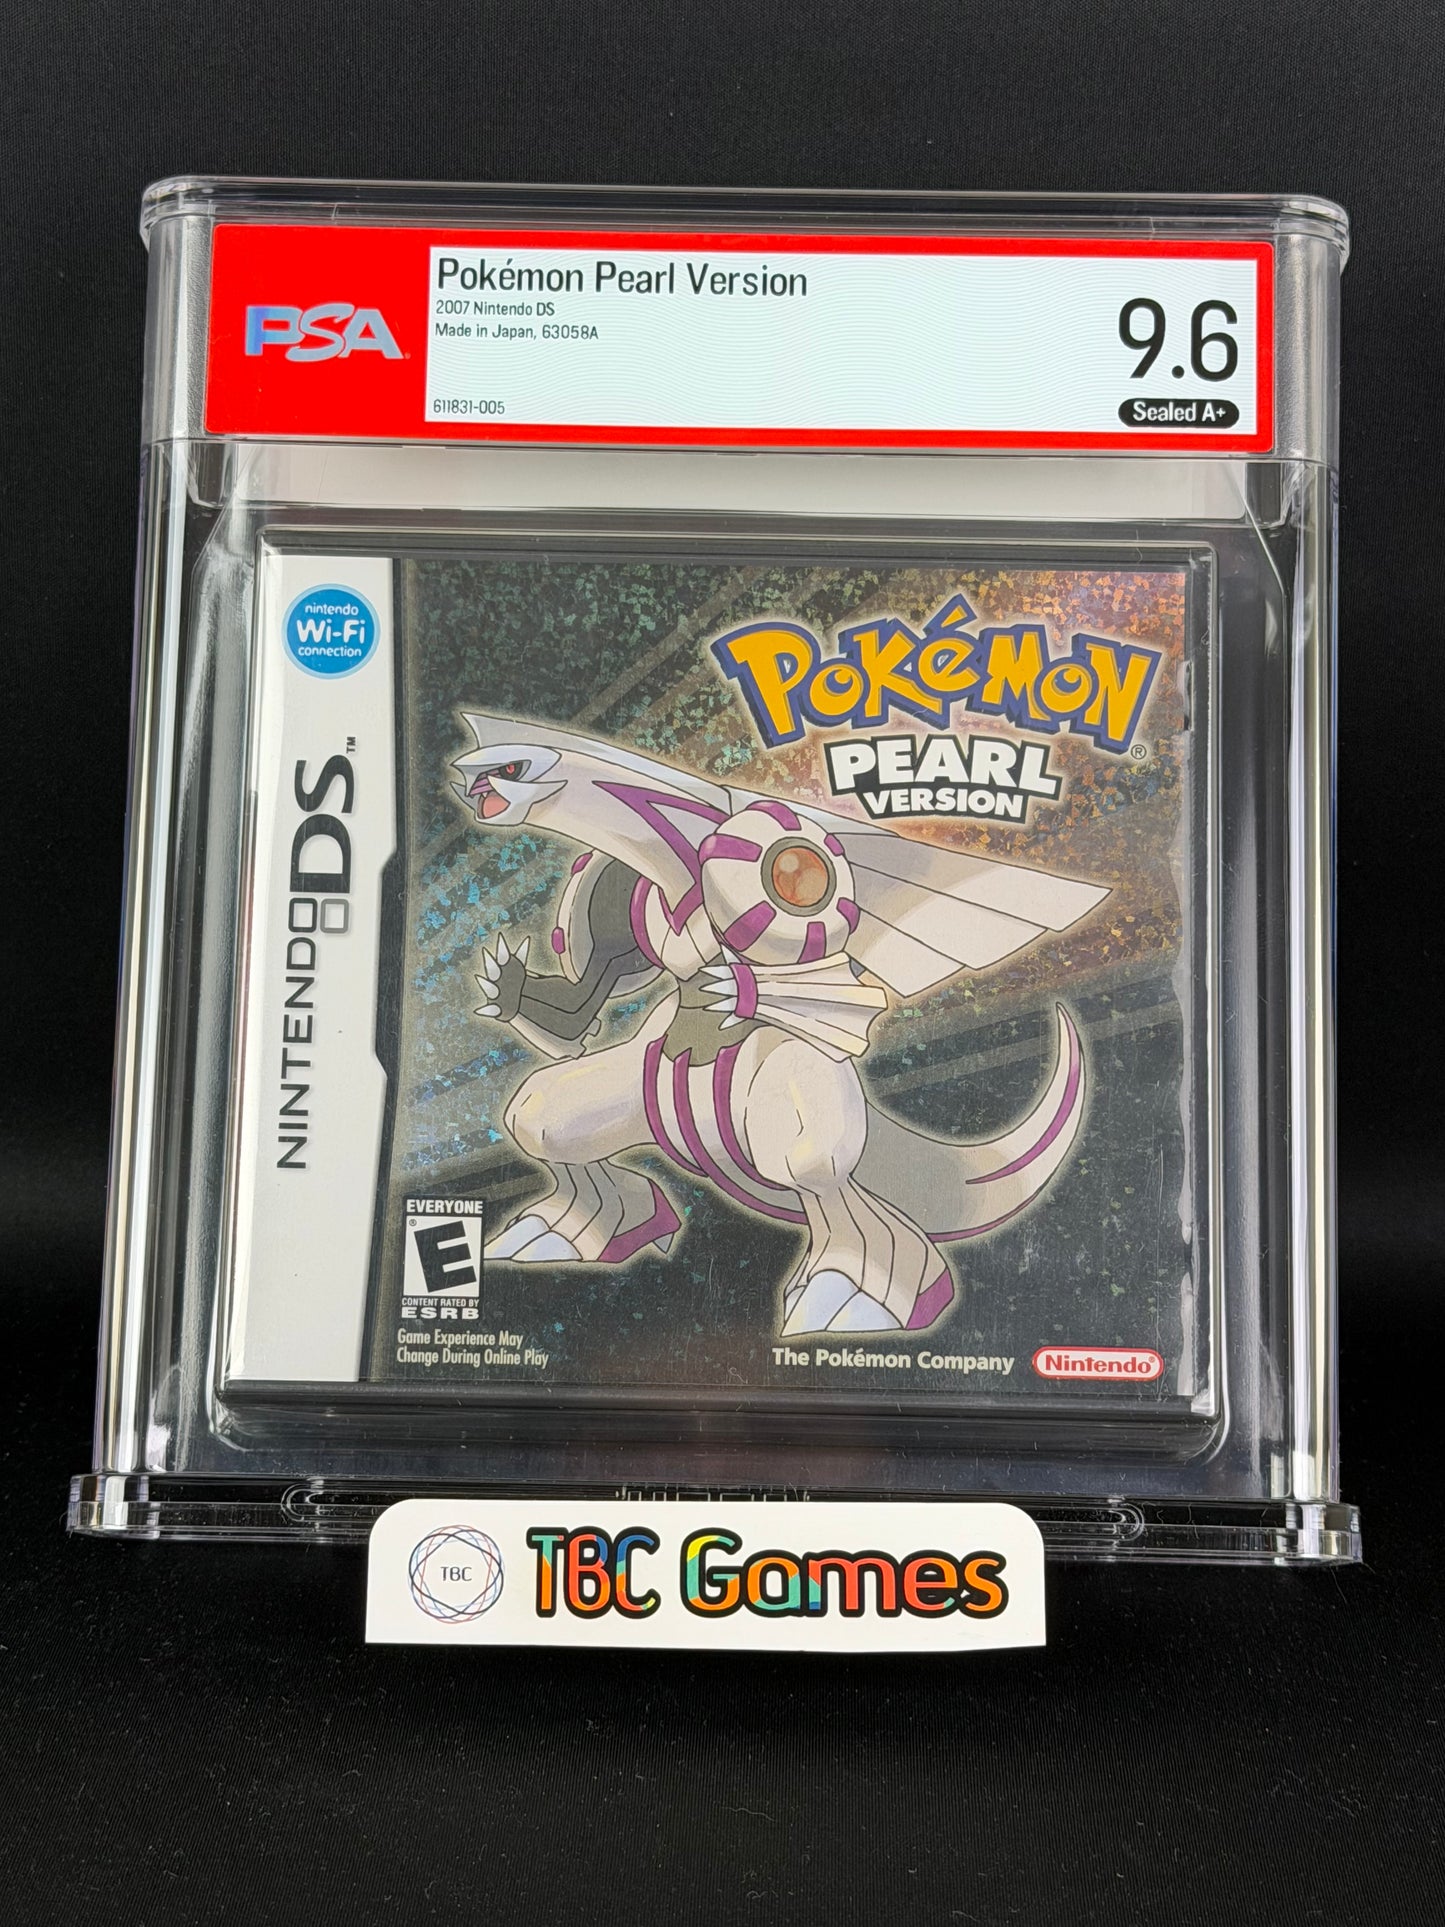 PSA
Pokémon Pearl Version
2007 Nintendo DS
Made in Japan, 63058A
611831-005
9.6
Sealed A+
nintendo
Wi-Fi
connection
NINTENDO DS™
POKéMON®
PEARL
VERSION
EVERYONE
E®
CONTENT RATED BY
ESRB
Game Experience May
Change During Online Play
The Pokémon Company
Nintendo®
TBC
TBC Games